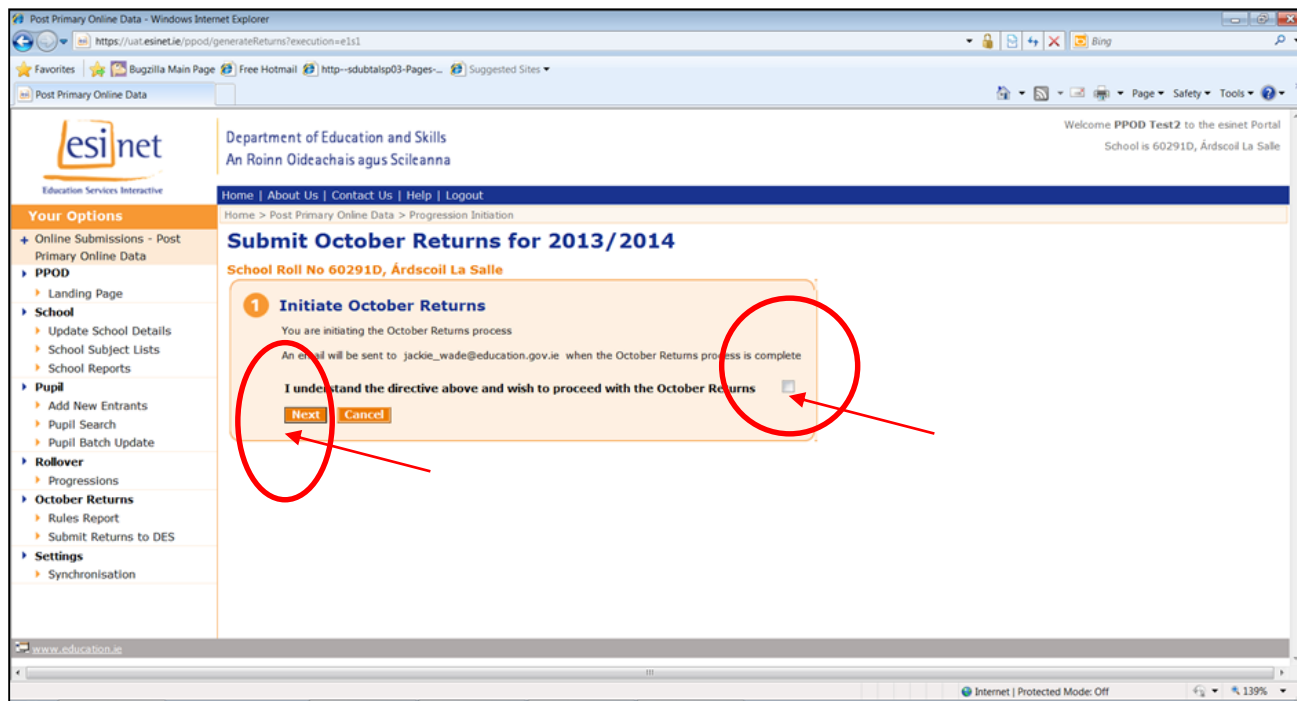 Post Primary Online Data - Windows Internet Explorer
https://uat.esinet.ie/ppod/generateReturns?execution=e1s1
Bing
Favorites Bugzilla Main Page Free Hotmail http--sdubtalsp03-Pages-... Suggested Sites
Post Primary Online Data
Page Safety Tools
esinet
Education Services Interactive
Department of Education and Skills
An Roinn Oideachais agus Scileanna
Welcome PPOD Test2 to the esinet Portal
School is 60291D, Árdscoil La Salle
Home | About Us | Contact Us | Help | Logout
Your Options
Online Submissions - Post
Primary Online Data
PPOD
Landing Page
School
Update School Details
School Subject Lists
School Reports
Pupil
Add New Entrants
Pupil Search
Pupil Batch Update
Rollover
Progressions
October Returns
Rules Report
Submit Returns to DES
Settings
Synchronisation
Home > Post Primary Online Data > Progression Initiation
Submit October Returns for 2013/2014
School Roll No 60291D, Árdscoil La Salle
1 Initiate October Returns
You are initiating the October Returns process
An email will be sent to jackie_wade@education.gov.ie when the October Returns process is complete
I understand the directive above and wish to proceed with the October Returns
Next Cancel
www.education.ie
Internet | Protected Mode: Off
139%